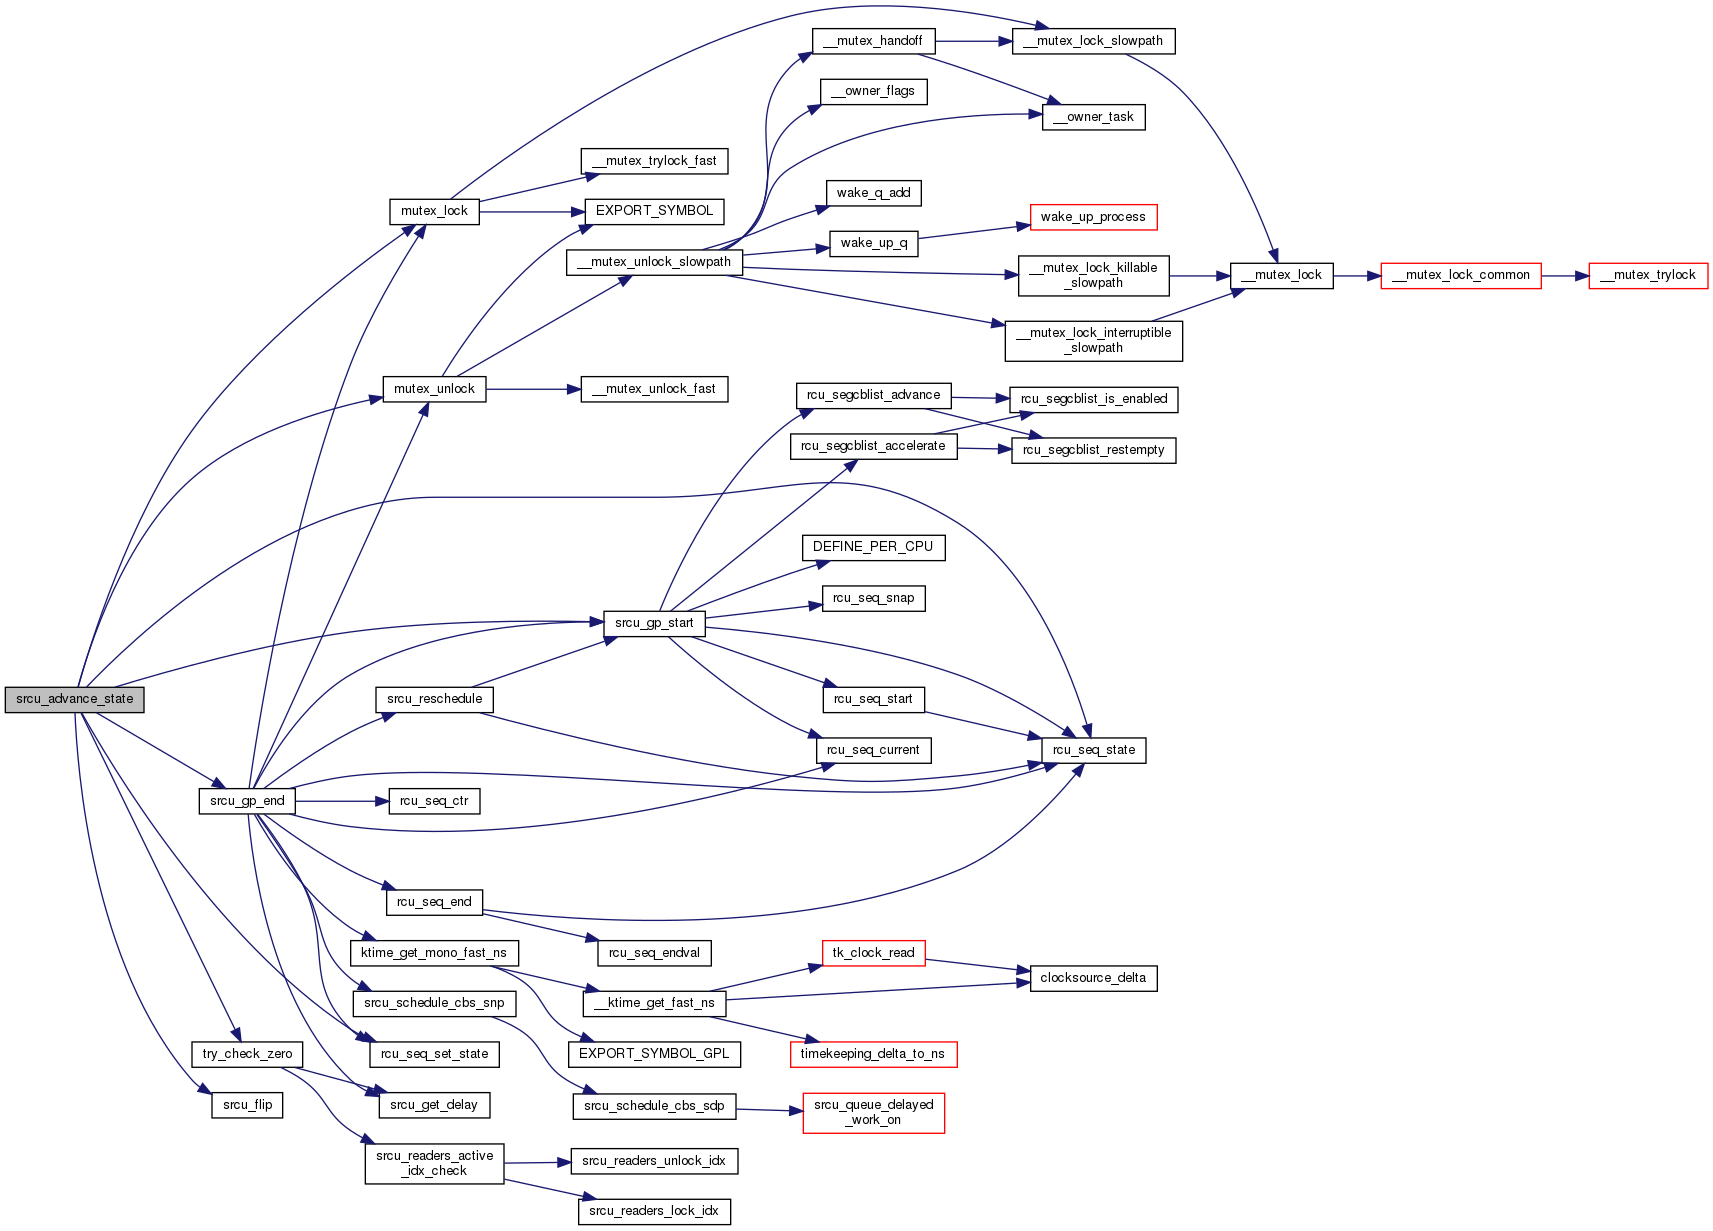 __mutex_handoff
__mutex_lock_slowpath
__owner_flags
__owner_task
__mutex_trylock_fast
wake_q_add
mutex_lock
EXPORT_SYMBOL
wake_up_process
wake_up_q
__mutex_unlock_slowpath
__mutex_lock_killable
_slowpath
__mutex_lock
__mutex_lock_common
__mutex_trylock
__mutex_lock_interruptible
_slowpath
mutex_unlock
__mutex_unlock_fast
rcu_segcblist_advance
rcu_segcblist_is_enabled
rcu_segcblist_accelerate
rcu_segcblist_restempty
DEFINE_PER_CPU
rcu_seq_snap
srcu_gp_start
srcu_advance_state
srcu_reschedule
rcu_seq_start
rcu_seq_current
rcu_seq_state
srcu_gp_end
rcu_seq_ctr
rcu_seq_end
ktime_get_mono_fast_ns
rcu_seq_endval
tk_clock_read
clocksource_delta
srcu_schedule_cbs_snp
__ktime_get_fast_ns
try_check_zero
rcu_seq_set_state
EXPORT_SYMBOL_GPL
timekeeping_delta_to_ns
srcu_flip
srcu_get_delay
srcu_schedule_cbs_sdp
srcu_queue_delayed
_work_on
srcu_readers_active
_idx_check
srcu_readers_unlock_idx
srcu_readers_lock_idx